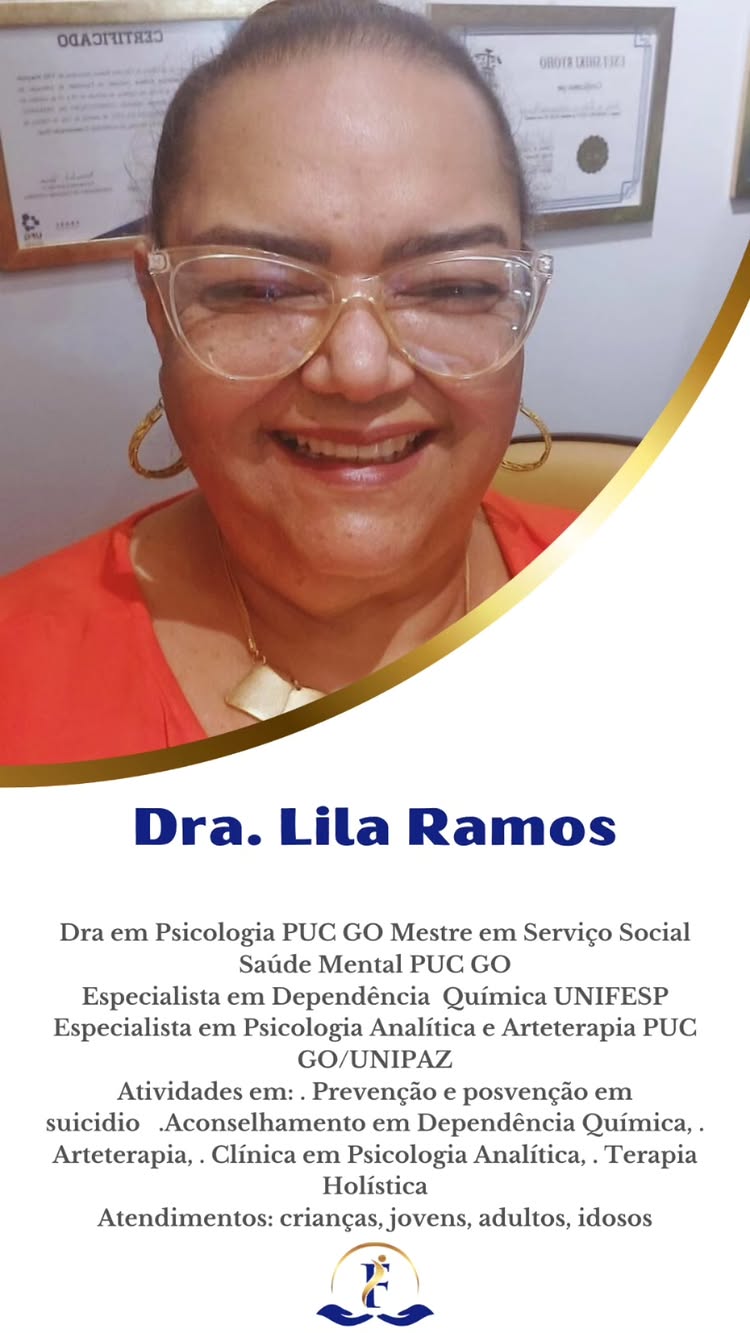 CERTIFICADO
UFG
Dra. Lila Ramos
Dra em Psicologia PUC GO Mestre em Serviço Social
Saúde Mental PUC GO
Especialista em Dependência Química UNIFESP
Especialista em Psicologia Analítica e Arteterapia PUC
GO/UNIPAZ
Atividades em: . Prevenção e posvenção em
suicidio .Aconselhamento em Dependência Química, .
Arteterapia, . Clínica em Psicologia Analítica, . Terapia
Holística
Atendimentos: crianças, jovens, adultos, idosos
F